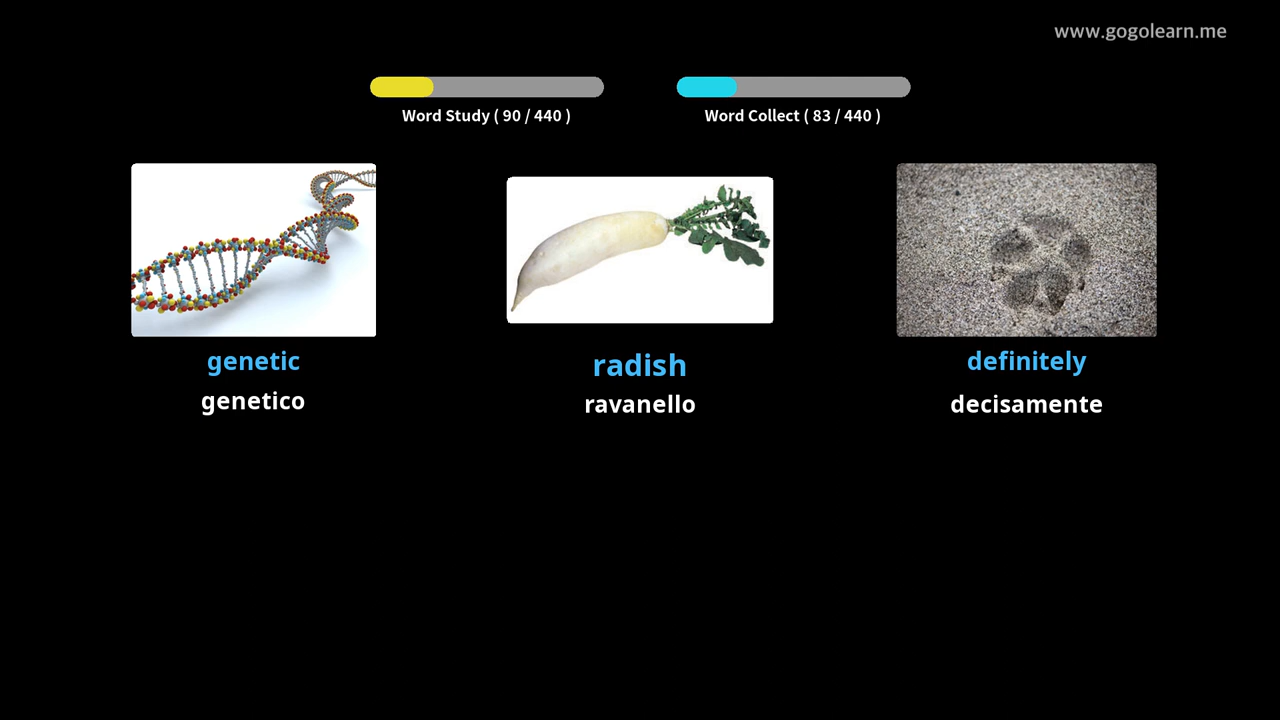 www.gogolearn.me
Word Study ( 90 / 440 )
Word Collect ( 83 / 440 )
genetic
genetico
radish
ravanello
definitely
decisamente